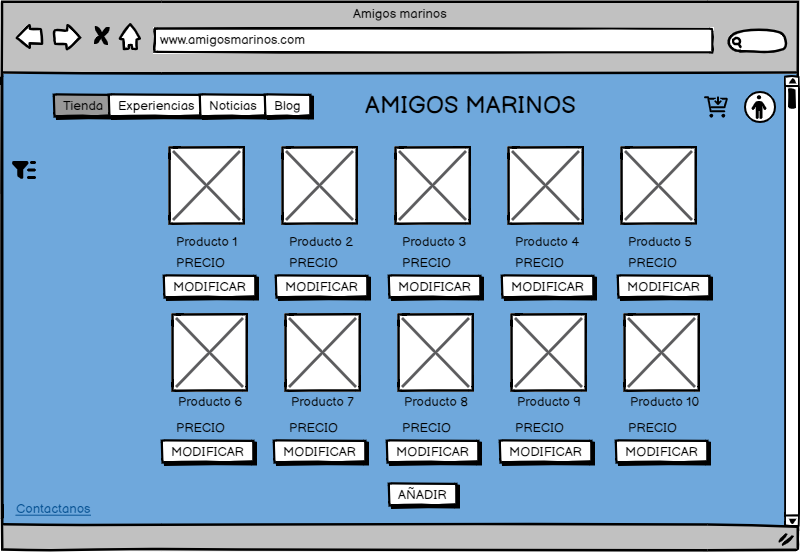 Amigos marinos
www.amigosmarinos.com
Tienda Experiencias Noticias Blog
AMIGOS MARINOS
Producto 1 Producto 2 Producto 3 Producto 4 Producto 5
PRECIO PRECIO PRECIO PRECIO PRECIO
MODIFICAR MODIFICAR MODIFICAR MODIFICAR MODIFICAR
Producto 6 Producto 7 Producto 8 Producto 9 Producto 10
PRECIO PRECIO PRECIO PRECIO PRECIO
MODIFICAR MODIFICAR MODIFICAR MODIFICAR MODIFICAR
AÑADIR
Contactanos